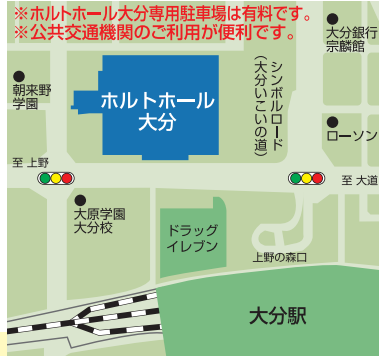 ※ホルトホール大分専用駐車場は有料です。
※公共交通機関のご利用が便利です。
大分銀行
宗麟館
朝来野
学園
ホルトホール
大分
シンボルロード
（大分いこいの道）
ローソン
至 上野
至 大道
大原学園
大分校
ドラッグ
イレブン
上野の森口
大分駅